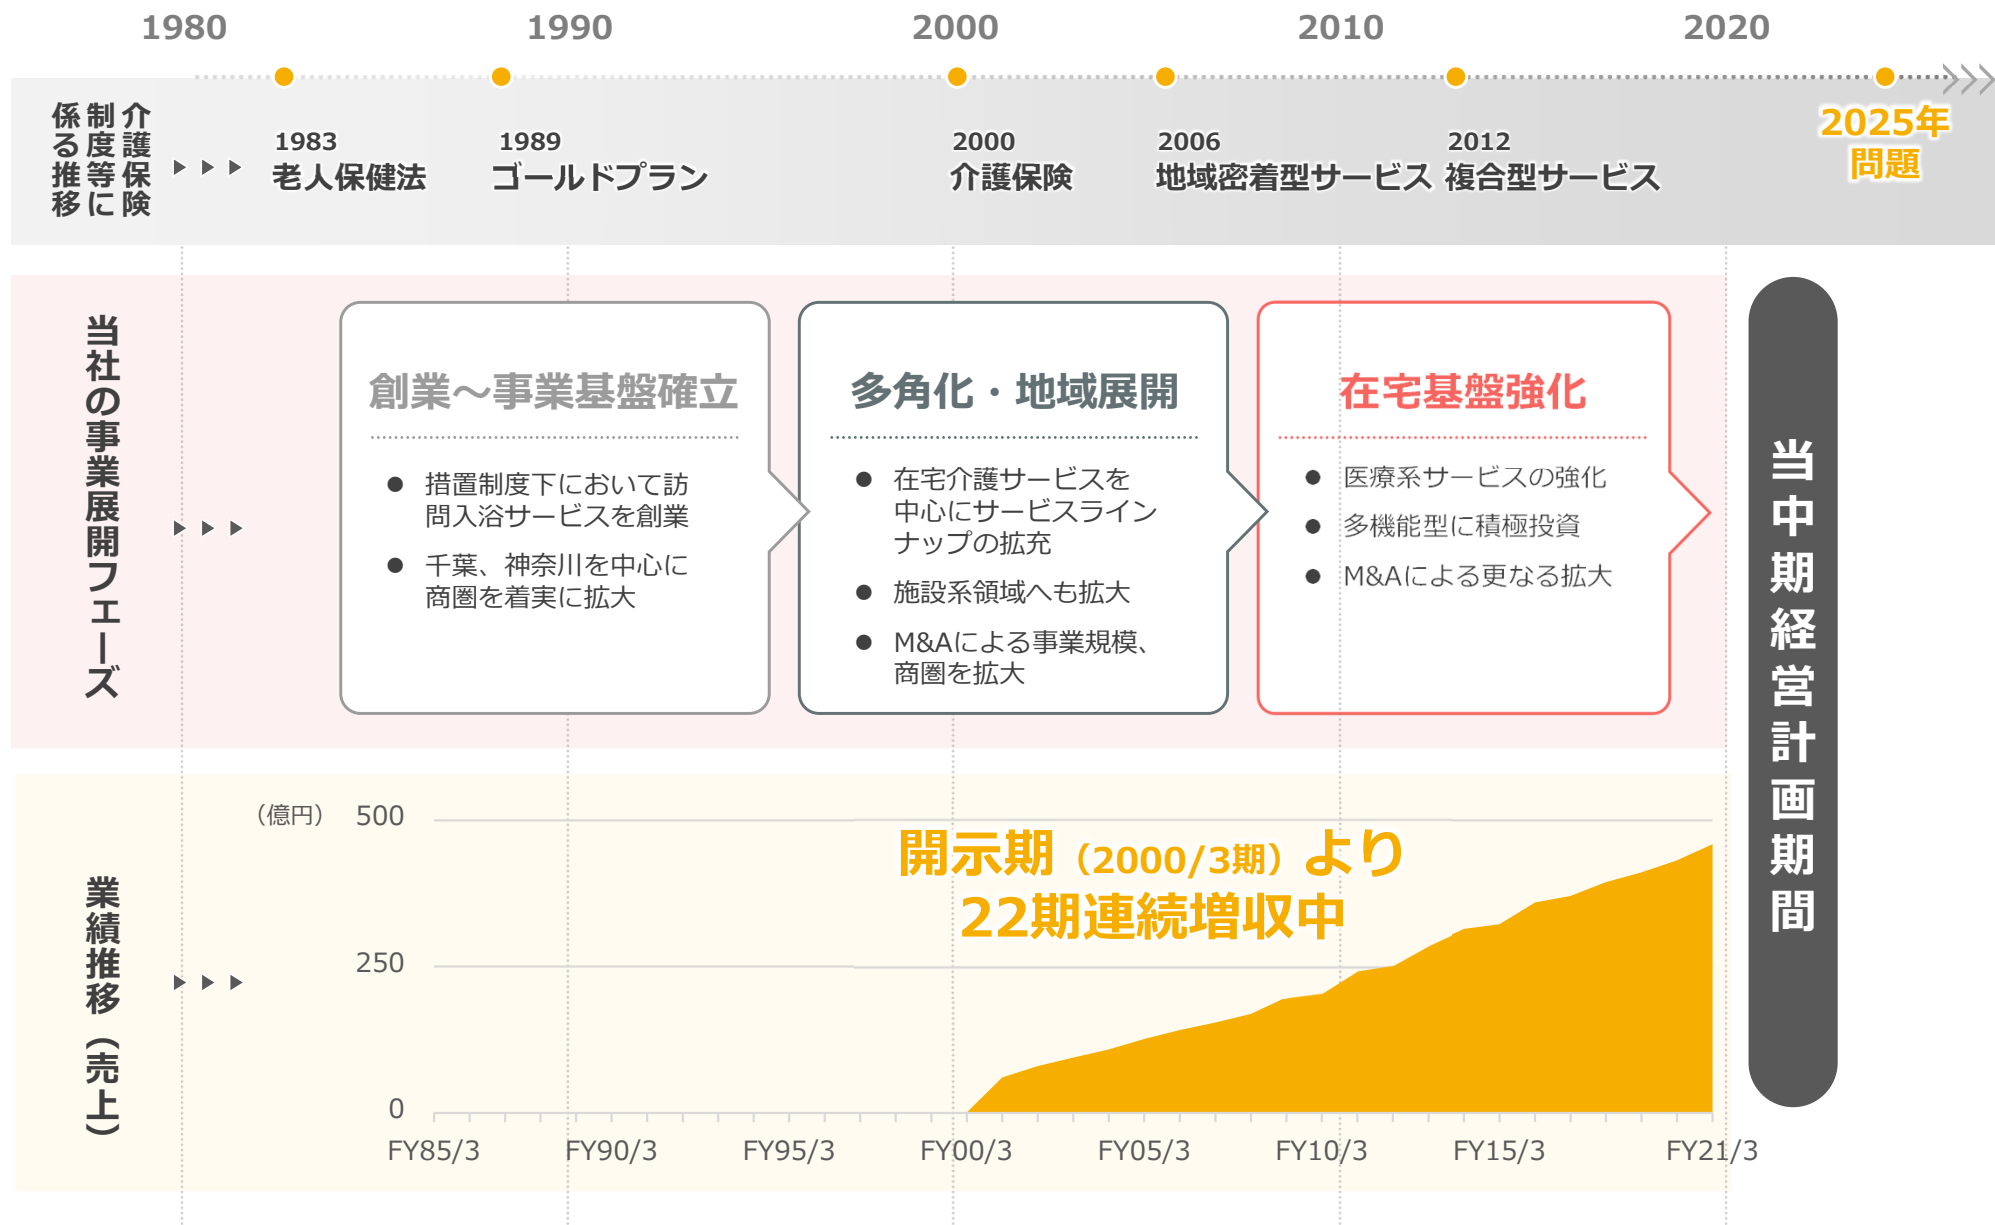 1980
1990
2000
2010
2020
介護保険
制度等に
係る推移
1983
老人保健法
1989
ゴールドプラン
2000
介護保険
2006
地域密着型サービス
2012
複合型サービス
2025年
問題
当社の事業展開フェーズ
創業～事業基盤確立
● 措置制度下において訪
問入浴サービスを創業
● 千葉、神奈川を中心に
商圏を着実に拡大
多角化・地域展開
● 在宅介護サービスを
中心にサービスライン
ナップの拡充
● 施設系領域へも拡大
● M&Aによる事業規模、
商圏を拡大
在宅基盤強化
● 医療系サービスの強化
● 多機能型に積極投資
● M&Aによる更なる拡大
当中期経営計画期間
業績推移（売上）
（億円）
500
250
0
開示期（2000/3期）より
22期連続増収中
FY85/3
FY90/3
FY95/3
FY00/3
FY05/3
FY10/3
FY15/3
FY21/3